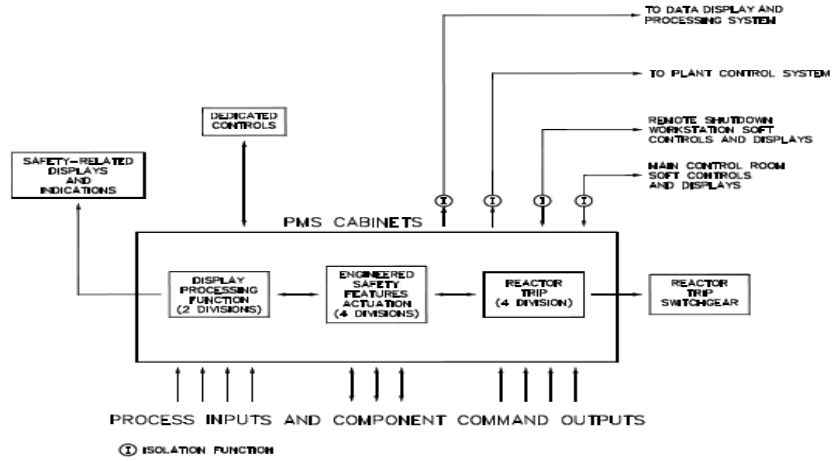 TO DATA DISPLAY AND
PROCESSING SYSTEM
TO PLANT CONTROL SYSTEM
DEDICATED
CONTROLS
REMOTE SHUTDOWN
WORKSTATION SOFT
CONTROLS AND DISPLAYS
SAFETY-RELATED
DISPLAYS
AND
INDICATIONS
MAIN CONTROL ROOM
SOFT CONTROLS
AND DISPLAYS
I
I
I
I
PMS CABINETS
DISPLAY
PROCESSING
FUNCTION
(2 DIVISIONS)
ENGINEERED
SAFETY
FEATURES
ACTUATION
(4 DIVISIONS)
REACTOR
TRIP
(4 DIVISION)
REACTOR
TRIP
SWITCHGEAR
PROCESS INPUTS AND COMPONENT COMMAND OUTPUTS
I ISOLATION FUNCTION